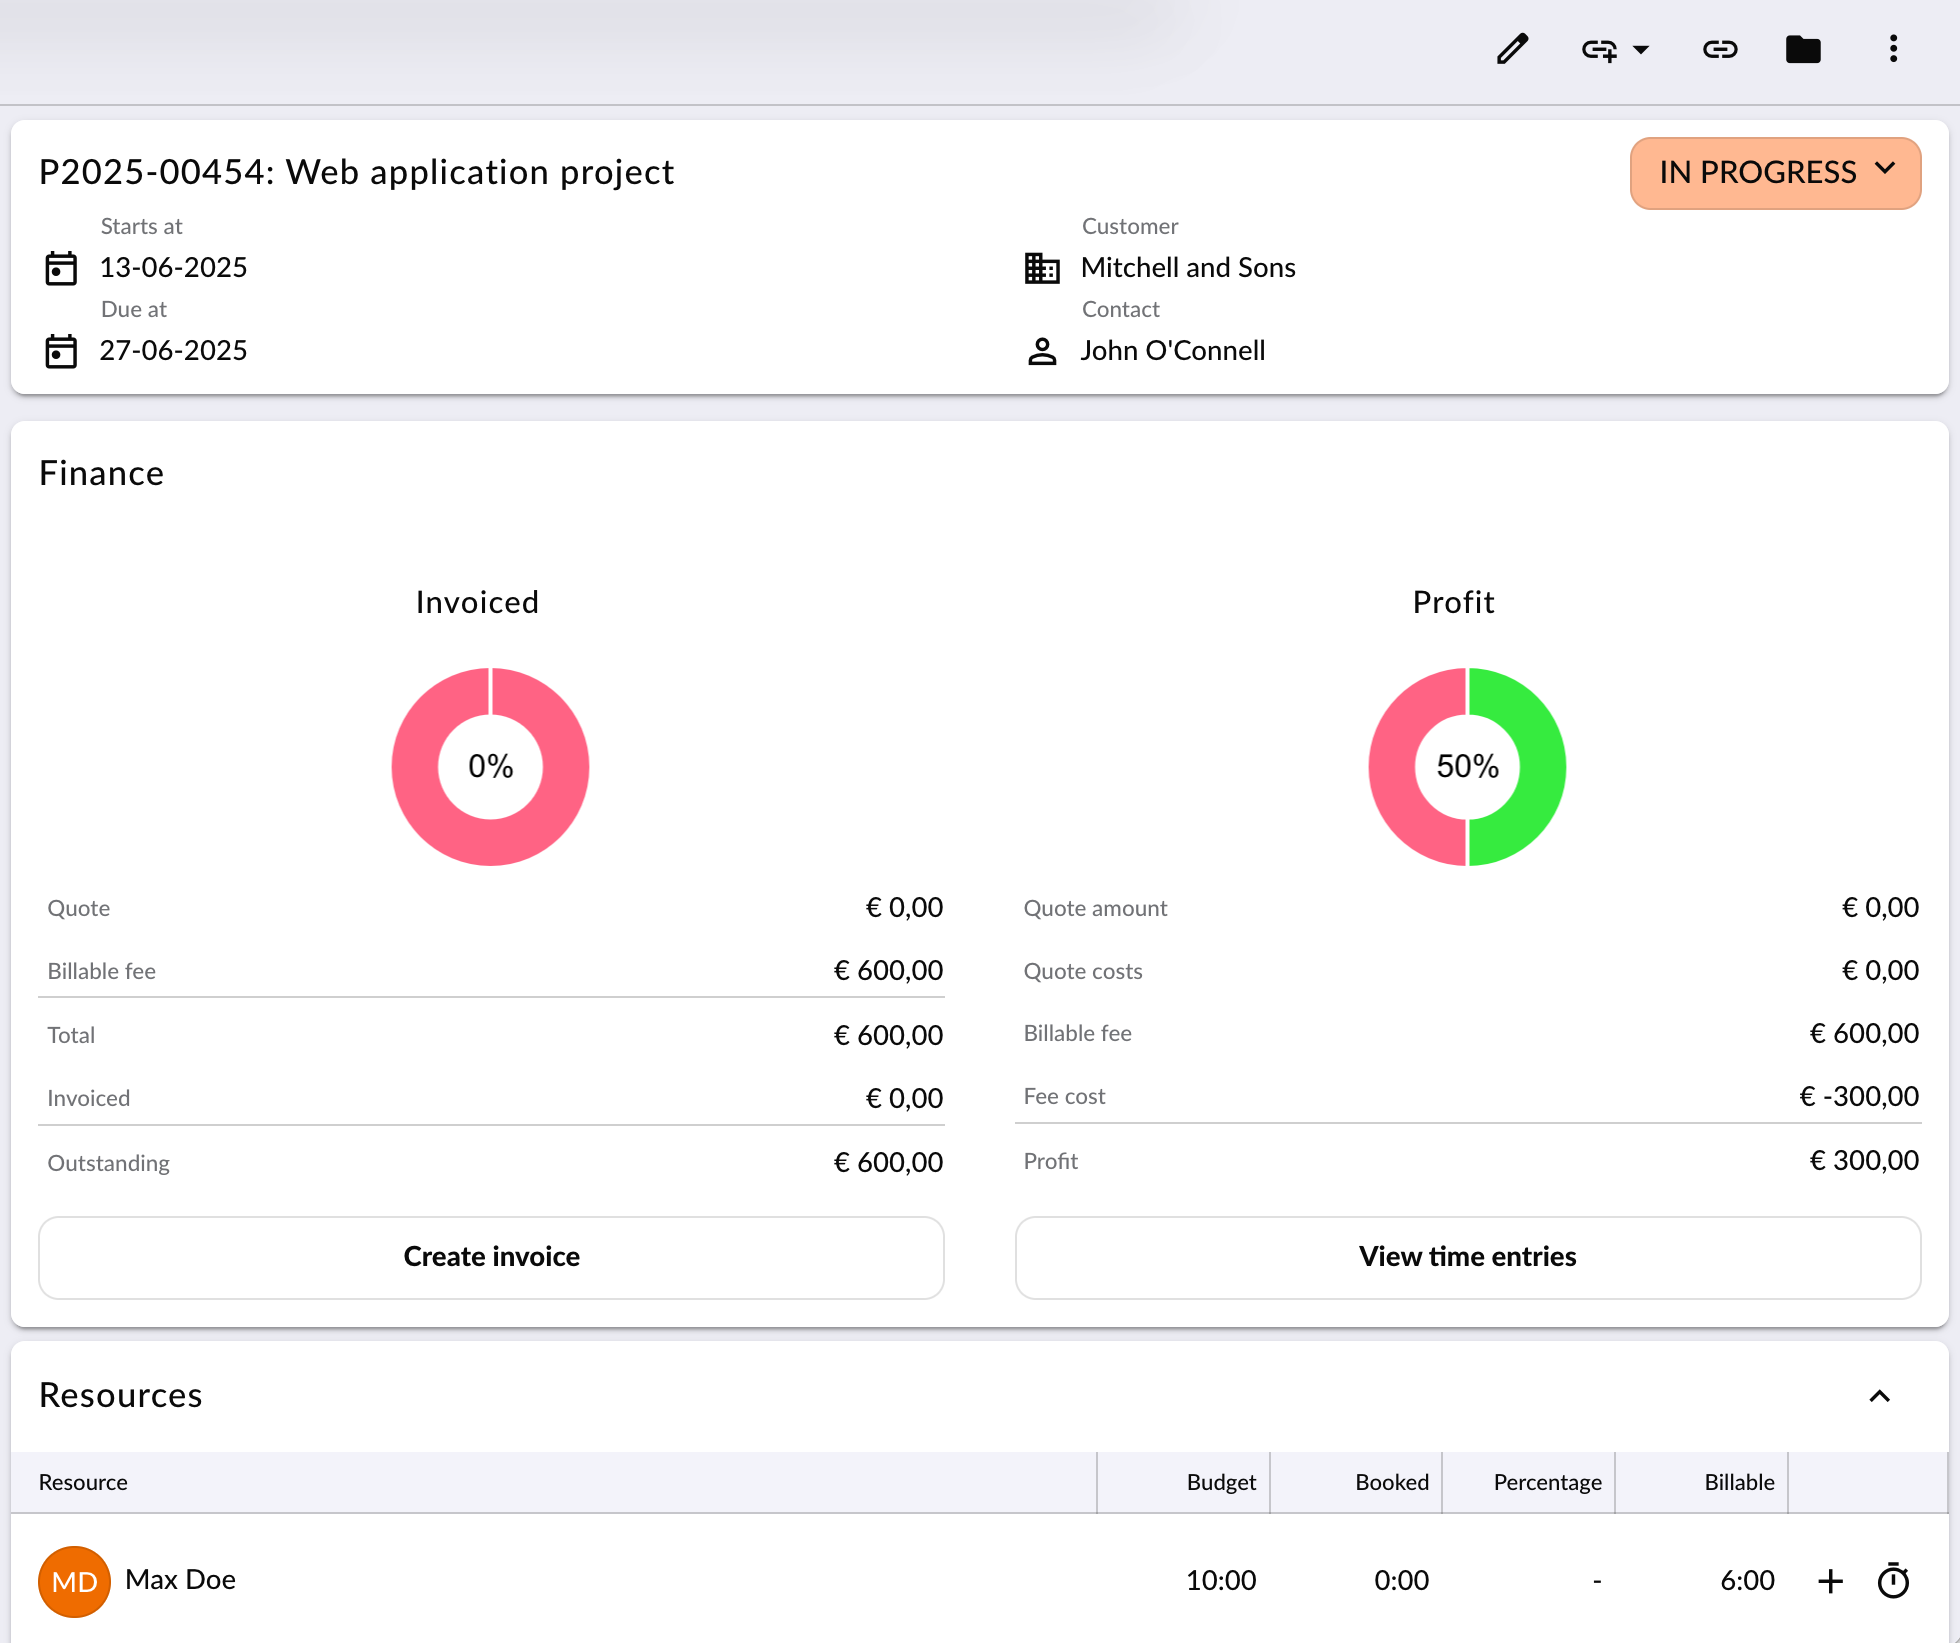 P2025-00454: Web application project
IN PROGRESS
Starts at
13-06-2025
Due at
27-06-2025
Customer
Mitchell and Sons
Contact
John O'Connell
Finance
Invoiced
0%
Quote € 0,00
Billable fee € 600,00
Total € 600,00
Invoiced € 0,00
Outstanding € 600,00
Create invoice
Profit
50%
Quote amount € 0,00
Quote costs € 0,00
Billable fee € 600,00
Fee cost € -300,00
Profit € 300,00
View time entries
Resources
Resource Budget Booked Percentage Billable
MD Max Doe 10:00 0:00 - 6:00